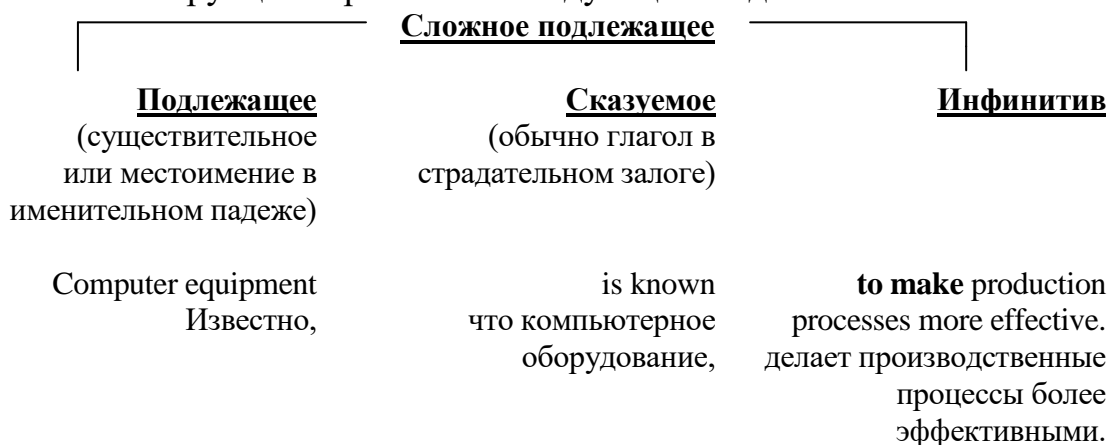 Сложное подлежащее
Подлежащее
(существительное
или местоимение в
именительном падеже)
Сказуемое
(обычно глагол в
страдательном залоге)
Инфинитив
Computer equipment
Известно,
is known
что компьютерное
оборудование,
to make production
processes more effective.
делает производственные
процессы более
эффективными.